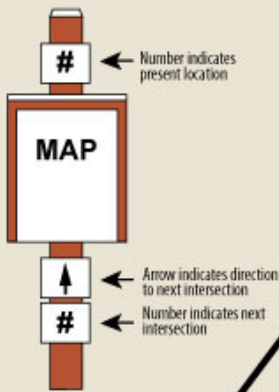 #
Number indicates
present location
MAP
Arrow indicates direction
to next intersection
#
Number indicates next
intersection